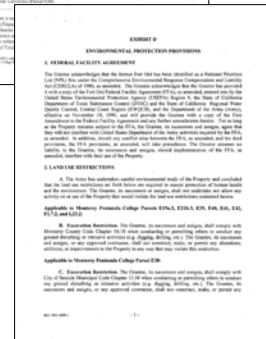 EXHIBIT D
ENVIRONMENTAL PROTECTION PROVISIONS
1. FEDERAL FACILITY AGREEMENT
The Grantee acknowledges that the former Fort Ord has been identified as a National Priorities
List (NPL) Site under the Comprehensive Environmental Response Compensation and Liability
Act (CERCLA) of 1980, as amended. The Grantee acknowledges that the Grantor has provided
it with a copy of the Fort Ord Federal Facility Agreement (FFA), as amended, entered into by the
United States Environmental Protection Agency (USEPA) Region 9, the State of California
Department of Toxic Substances Control (DTSC) and the State of California Regional Water
Quality Control, Central Coast Region (RWQCB), and the Department of the Army (Army),
effective on November 19, 1990, and will provide the Grantee with a copy of
Federal Facility Agreement and any further amendments thereto. For so long
as the Property remains subject to the FFA, the Grantee, its successors and assigns, agree that
they will not interfere with United States Department of the Army activities required by the FFA,
as amended. In addition, should any conflict arise between the FFA, as amended, and the deed
provisions, the FFA provisions, as amended, will take precedence. The Grantor assumes no
liability to the Grantee, its successors and assigns, should implementation of the FFA, as
amended, interfere with their use of the Property.
2. LAND USE RESTRICTIONS
A. The Army has undertaken careful environmental study of the Property and concluded
that the land use restrictions set forth below are required to ensure protection of human health
and the environment. The Grantee, its successors or assigns, shall not undertake nor allow any
activity on or use of the Property that would violate the land use restrictions contained herein.
Applicable to Monterey Peninsula College Parcels
B. Excavation Restriction. The Grantee, its successors and assigns, shall comply with
Monterey County Code Chapter 16.10 when conducting or permitting others to conduct any
ground disturbing or intrusive activities (e.g. digging, drilling, etc.). The Grantee, its successors
and assigns, or any approved contractor, shall not construct, make, or permit any alterations,
additions, or improvements to the Property in any way that may violate this restriction.
Applicable to Monterey Peninsula College Parcel
C. Excavation Restriction. The Grantee, its successors and assigns, shall comply with
City of Seaside Municipal Code Chapter 15.34 when conducting or permitting others to conduct
any ground disturbing or intrusive activities (e.g. digging, drilling, etc.). The Grantee, its
successors and assigns, or any approved contractor, shall not construct, make, or permit any
- 1 -